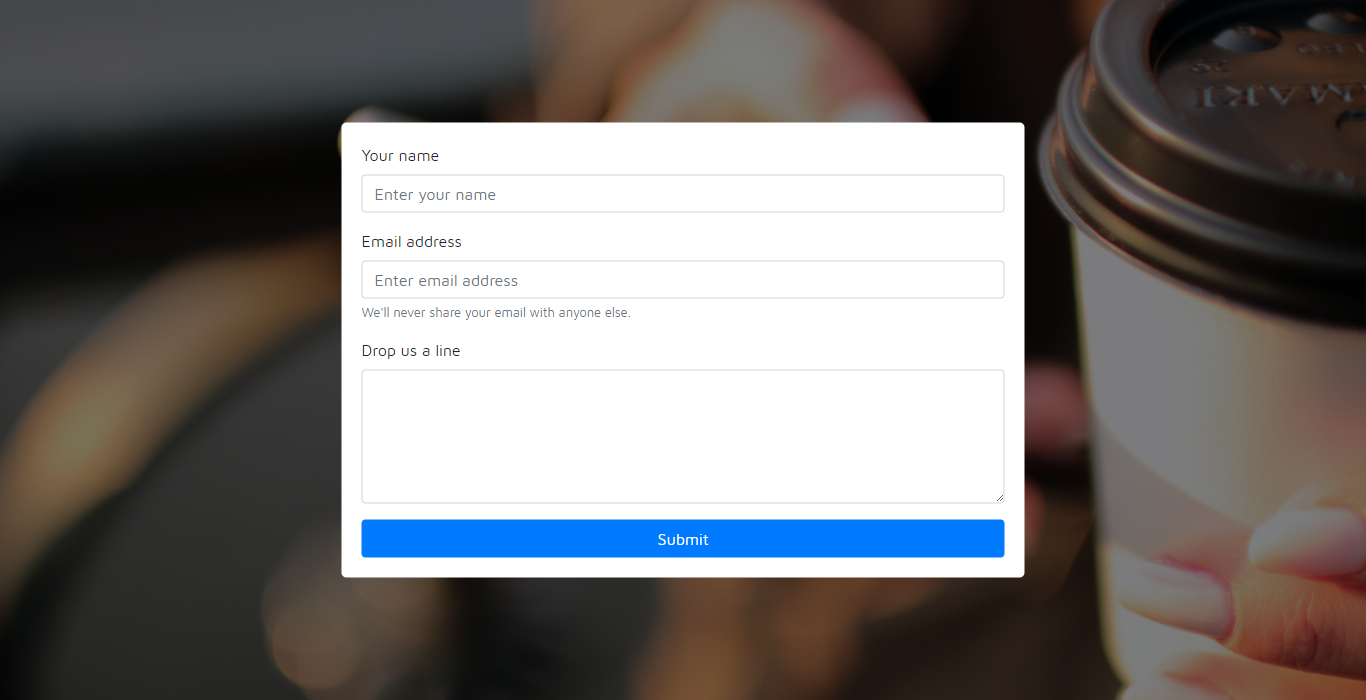 Your name
Enter your name
Email address
Enter email address
We'll never share your email with anyone else.
Drop us a line
Submit